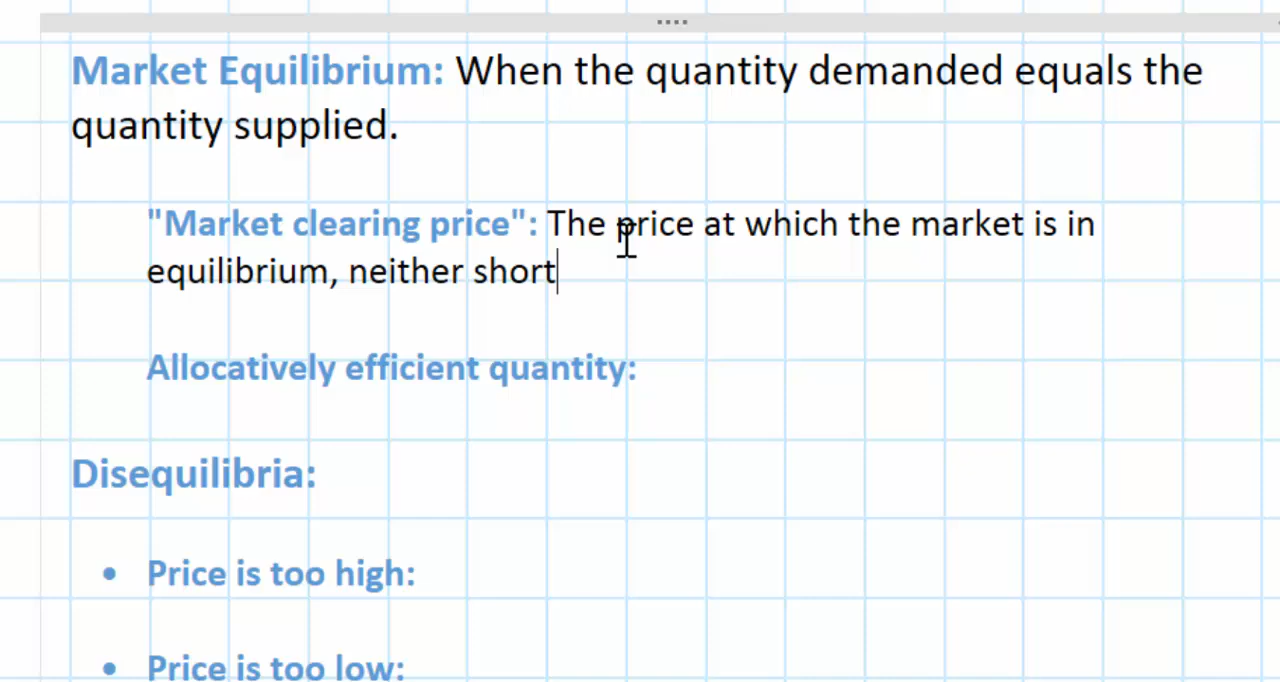 Market Equilibrium: When the quantity demanded equals the
quantity supplied.
"Market clearing price": The price at which the market is in
equilibrium, neither short
Allocatively efficient quantity:
Disequilibria:
• Price is too high:
• Price is too low: